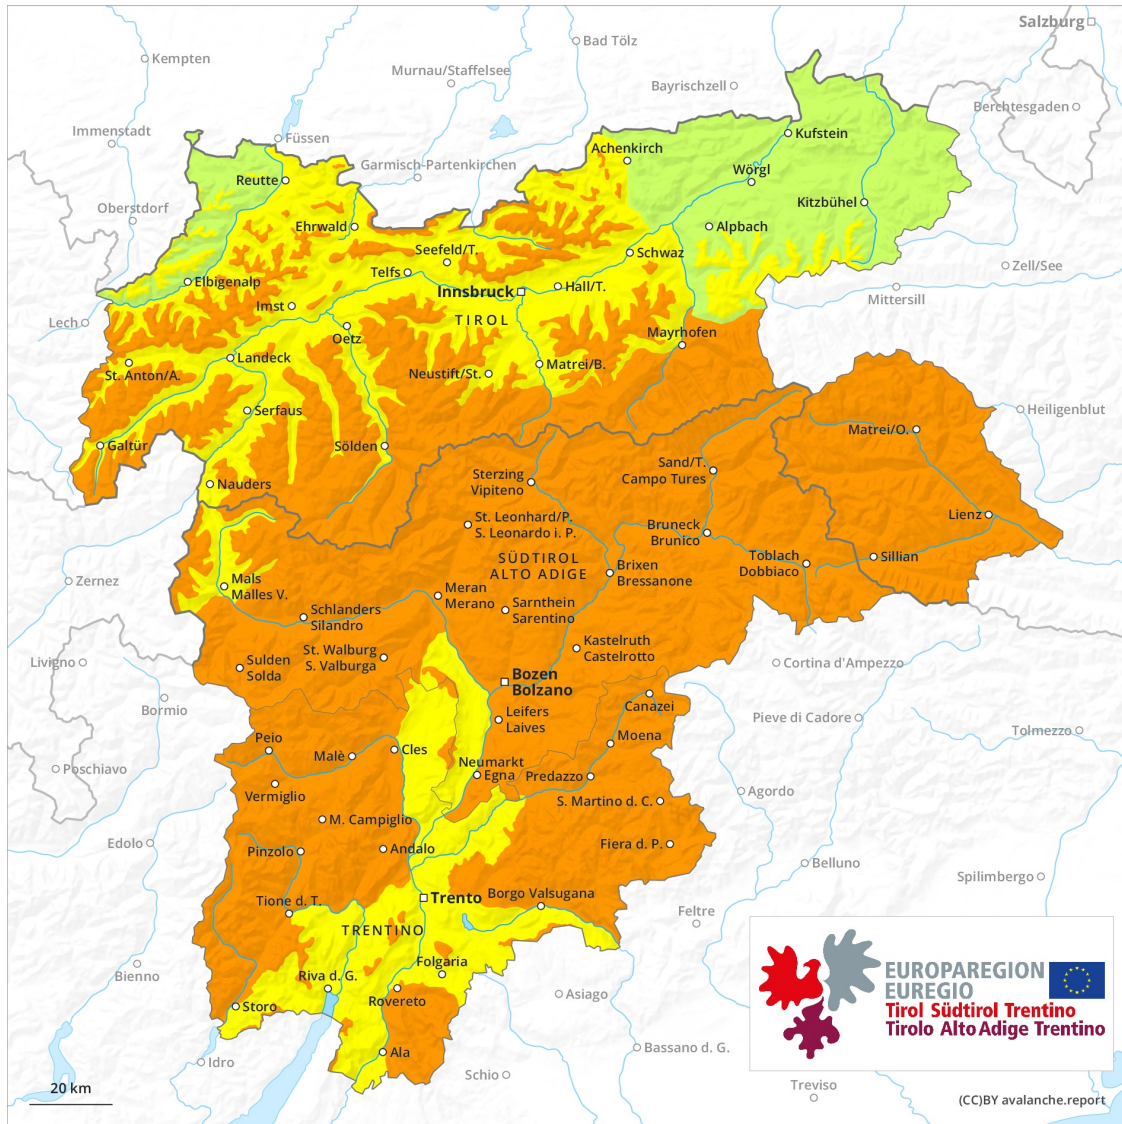 Salzburg
Bad Tölz
Kempten
Murnau/Staffelsee
Bayrischzell
Berchtesgaden
Immenstadt
Füssen
Kufstein
Achenkirch
Garmisch-Partenkirchen
Wörgl
Reutte
Kitzbühel
Oberstdorf
Ehrwald
Alpbach
Seefeld/T.
Schwaz
Telfs
Zell/See
Elbigenalp
Innsbruck
Hall/T.
Mittersill
Imst
TIROL
Lech
Oetz
Mayrhofen
Landeck
Matrei/B.
St. Anton/A.
Neustift/St.
Serfaus
Heiligenblut
Matrei/O.
Galtür
Sölden
Sterzing
Vipiteno
Sand/T.
Campo Tures
Nauders
St. Leonhard/P.
S. Leonardo i. P.
Lienz
Bruneck
Brunico
SÜDTIROL
ALTO ADIGE
Toblach
Dobbiaco
Sillian
Brixen
Bressanone
Zernez
Mals
Malles V.
Meran
Merano
Schlanders
Silandro
Sarnthein
Sarentino
Kastelruth
Castelrotto
St. Walburg
S. Valburga
Livigno
Sulden
Solda
Cortina d'Ampezzo
Bozen
Bolzano
Bormio
Canazei
Leifers
Laives
Pieve di Cadore
Tolmezzo
Peio
Moena
Malè
Cles
Poschiavo
Neumarkt
Egna
Predazzo
Vermiglio
S. Martino d. C.
Agordo
M. Campiglio
Edolo
Pinzolo
Andalo
Fiera d. P.
Belluno
Spilimbergo
Trento
Borgo Valsugana
Tione d. T.
Feltre
TRENTINO
Folgaria
Bienno
Riva d. G.
Rovereto
Asiago
Storo
EUROPAREGION
EUREGIO
Tirol Südtirol Trentino
Tirolo Alto Adige Trentino
Ala
Bassano d. G.
Idro
Schio
20 km
Treviso
(CC)BY avalanche.report